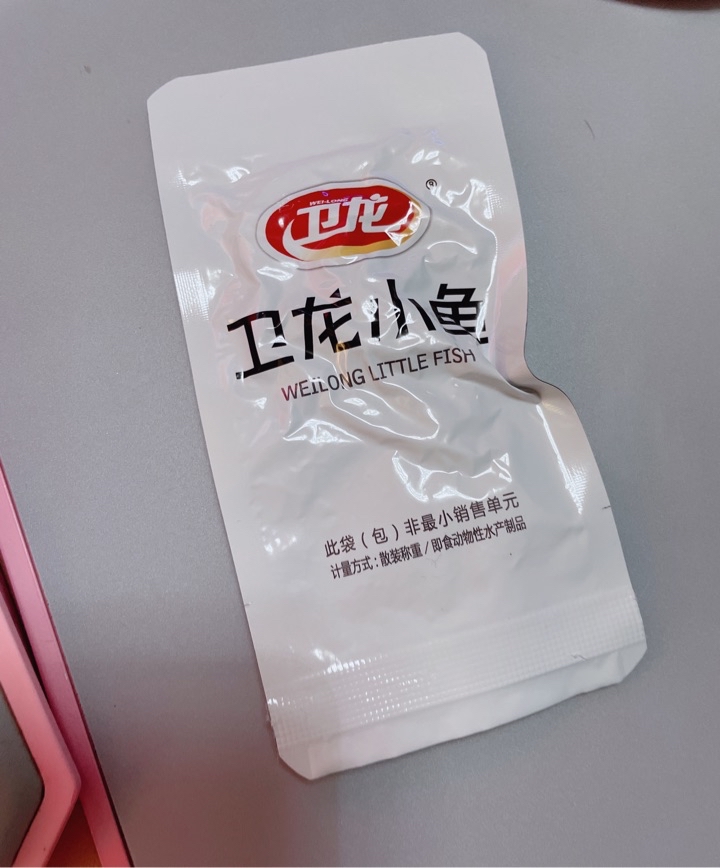 WEI-LONG
卫龙®
卫龙小鱼
WEILONG LITTLE FISH
此袋（包）非最小销售单元
计量方式：散装称重/即食动物性水产制品